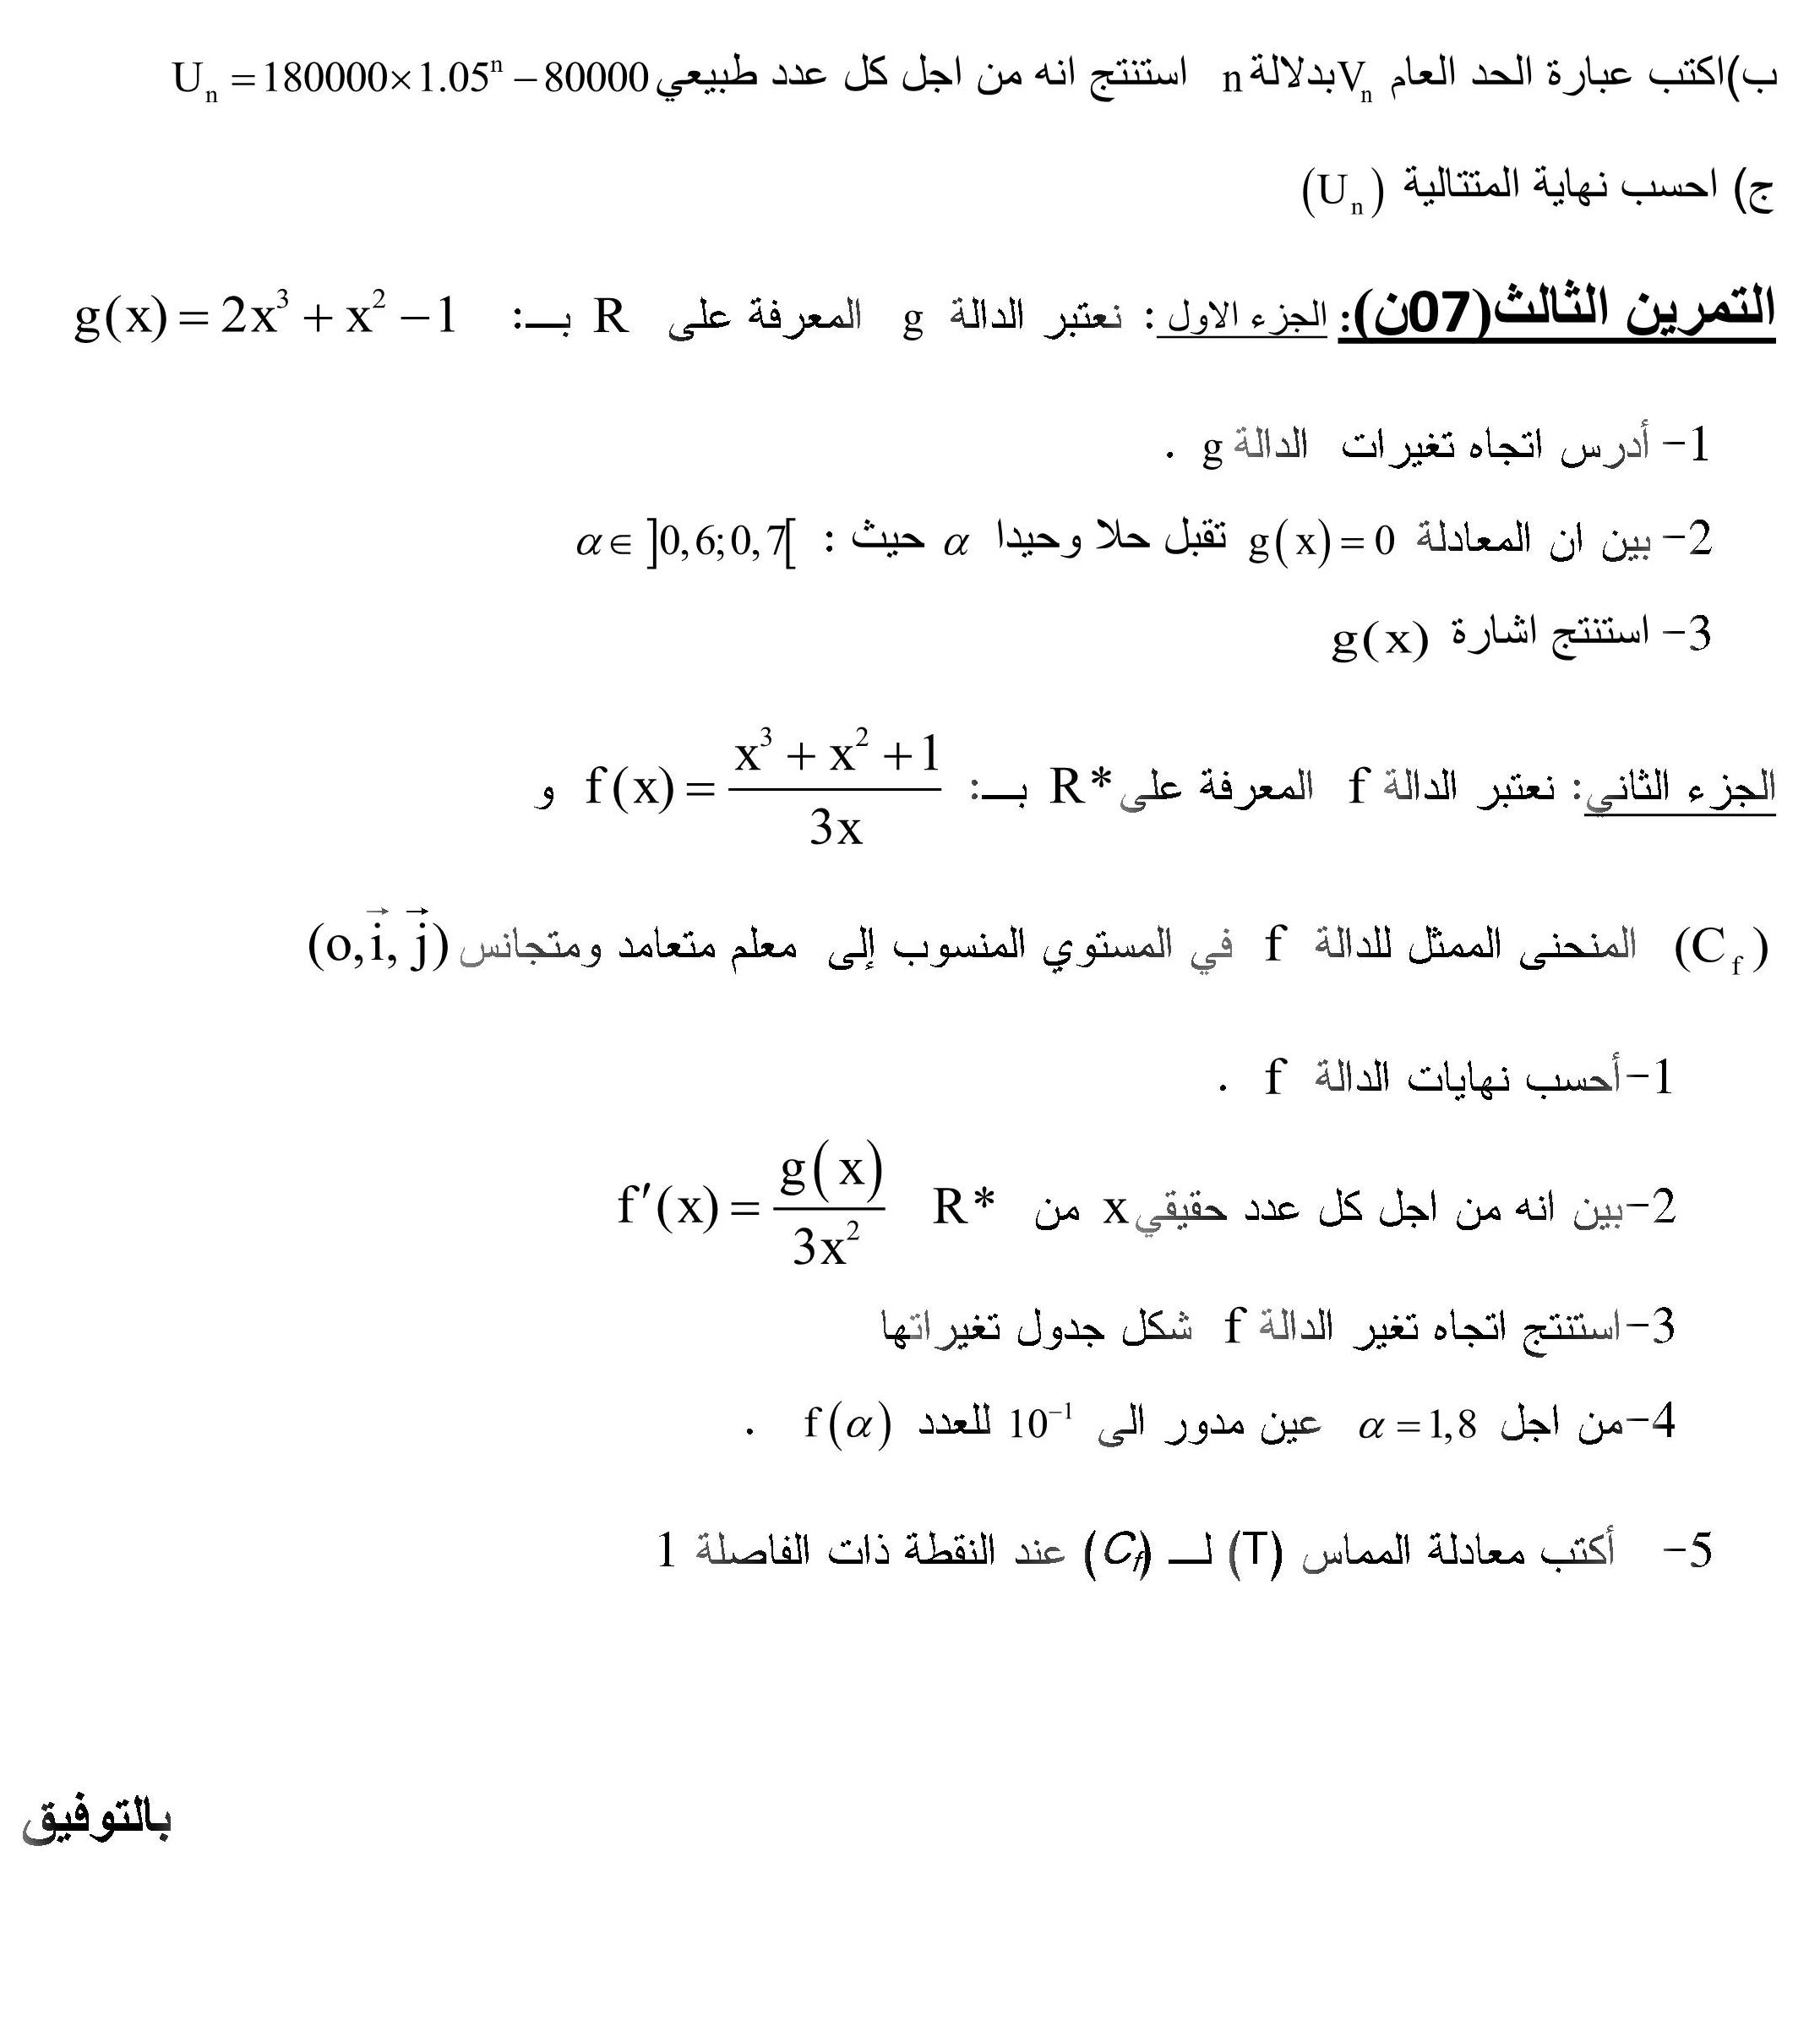 ب)اكتب عبارة الحد العام Vₙ بدلالة n استنتج انه من اجل كل عدد طبيعي Uₙ = 180000×1.05ⁿ − 80000
ج) احسب نهاية المتتالية (Uₙ)
التمرين الثالث(07ن): الجزء الاول : نعتبر الدالة g المعرفة على R بــ: g(x) = 2x³ + x² − 1
1- أدرس اتجاه تغيرات الدالة g .
2- بين ان المعادلة g(x) = 0 تقبل حلا وحيدا α حيث : α ∈ ]0,6;0,7[
3- استنتج اشارة g(x)
الجزء الثاني: نعتبر الدالة f المعرفة على R* بــ: f(x) = (x³ + x² + 1)/(3x) و
(C_f) المنحنى الممثل للدالة f في المستوي المنسوب إلى معلم متعامد ومتجانس (o, i⃗, j⃗)
1-أحسب نهايات الدالة f .
2-بين انه من اجل كل عدد حقيقي x من R* f′(x) = g(x)/(3x²)
3-استنتج اتجاه تغير الدالة f شكل جدول تغيراتها
4-من اجل α = 1,8 عين مدور الى 10⁻¹ للعدد f(α) .
5- أكتب معادلة المماس (T) لــ (C_f) عند النقطة ذات الفاصلة 1
بالتوفيق